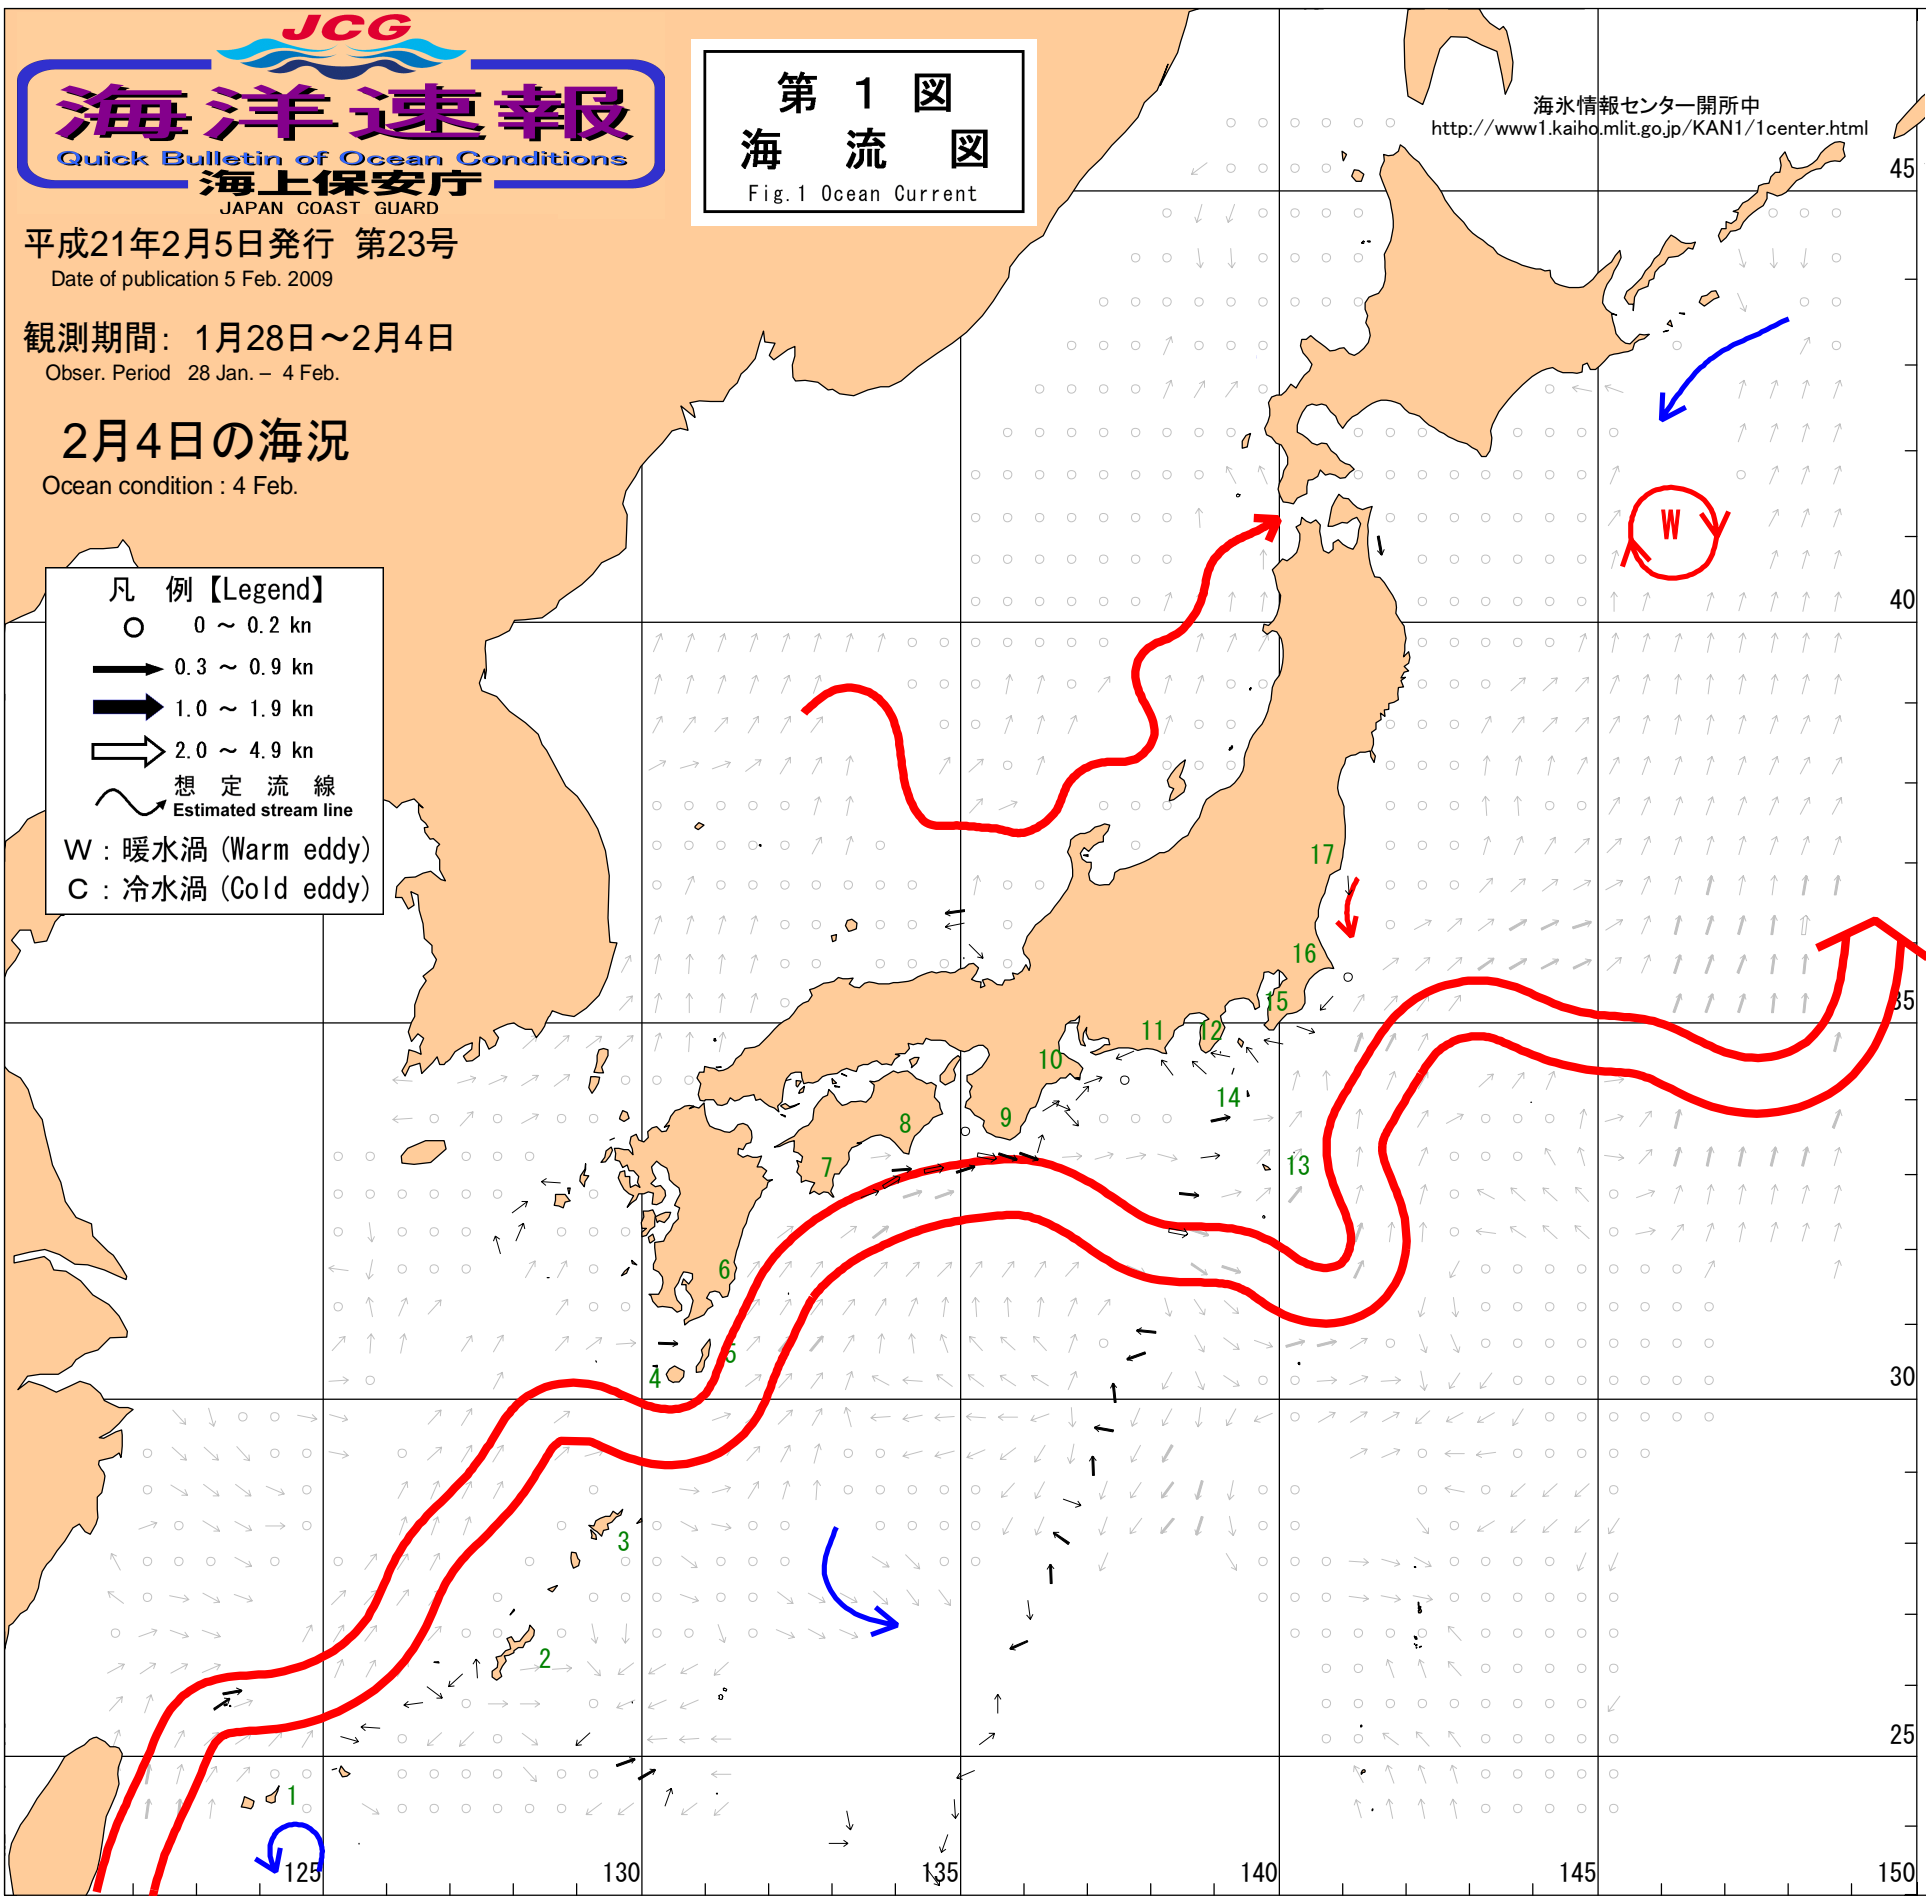 JCG
海洋速報
Quick Bulletin of Ocean Conditions
海上保安庁
JAPAN COAST GUARD
平成21年2月5日発行 第23号
Date of publication 5 Feb. 2009
観測期間: 1月28日～2月4日
Obser. Period 28 Jan. – 4 Feb.
2月4日の海況
Ocean condition : 4 Feb.
第 1 図
海 流 図
Fig.1 Ocean Current
海氷情報センター開所中
http://www1.kaiho.mlit.go.jp/KAN1/1center.html
凡 例【Legend】
0 ～ 0.2 kn
0.3 ～ 0.9 kn
1.0 ～ 1.9 kn
2.0 ～ 4.9 kn
想 定 流 線
Estimated stream line
W : 暖水渦 (Warm eddy)
C : 冷水渦 (Cold eddy)
45
W
40
17
16
35
15
12
11
10
14
9
8
7
13
6
5
4
30
3
2
25
1
125
130
135
140
145
150